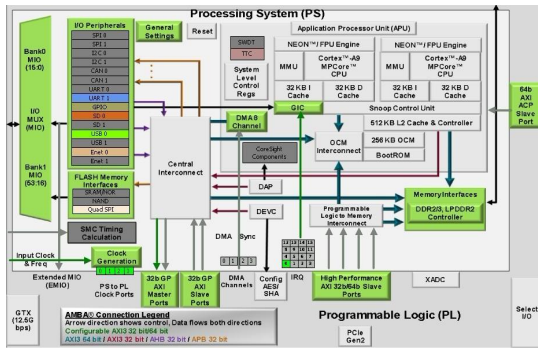 Processing System (PS)
I/O Peripherals
SPI 0
SPI 1
I2C 0
I2C 1
CAN 0
CAN 1
UART 0
UART 1
GPIO
SD 0
SD 1
USB 0
USB 1
Enet 0
Enet 1
Bank0
MIO
(15:0)
I/O
MUX
(MIO)
Bank1
MIO
(53:16)
FLASH Memory
Interfaces
SRAM/NOR
NAND
Quad SPI
SMC Timing
Calculation
Input Clock
& Freq
Clock
Generation
0 1 2 3
Extended MIO
(EMIO)
PS to PL
Clock Ports
General
Settings
Reset
SWDT
TTC
System
Level
Control
Regs
DMA8
Channel
CoreSight
Components
Central
Interconnect
DAP
DEVC
Application Processor Unit (APU)
NEON™/ FPU Engine
NEON™/ FPU Engine
MMU
Cortex™-A9
MPCore™
CPU
MMU
Cortex™-A9
MPCore™
CPU
32 KB I
Cache
32 KB D
Cache
32 KB I
Cache
32 KB D
Cache
GIC
Snoop Control Unit
512 KB L2 Cache & Controller
OCM
Interconnect
256 KB OCM
BootROM
64b
AXI
ACP
Slave
Port
Memory Interfaces
DDR2/3, LPDDR2
Controller
Programmable
Logic to Memory
Interconnect
DMA Sync
0 1 2 3
32b GP
AXI
Master
Ports
32b GP
AXI
Slave
Ports
DMA
Channels
Config
AES/
SHA
IRQ
High Performance
AXI 32b/64b Slave
Ports
XADC
GTX
(12.5G
bps)
AMBA® Connection Legend
Arrow direction shows control, Data flows both directions
Configurable AXI3 32 bit/64 bit
AXI3 64 bit / AXI3 32 bit / AHB 32 bit / APB 32 bit
Programmable Logic (PL)
PCIe
Gen2
Select
I/O